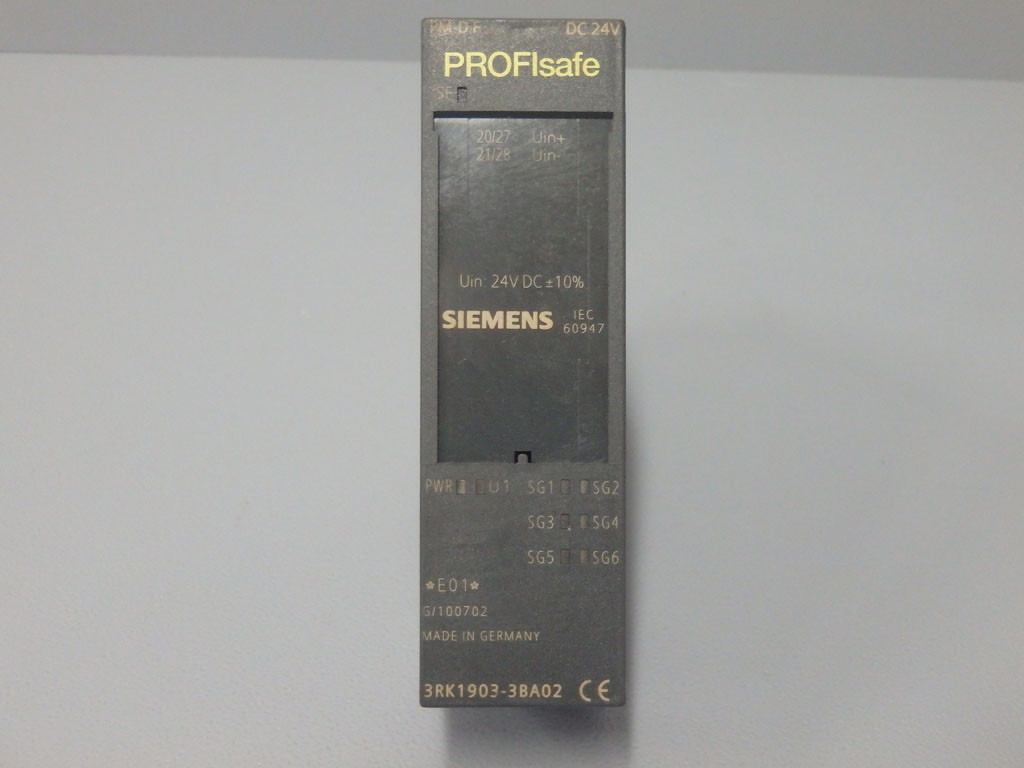 PM-D F DC 24V
PROFIsafe
SF
20/27 Uin+
21/28 Uin-
Uin: 24V DC ±10%
SIEMENS IEC
60947
PWR U1 SG1 SG2
SG3 SG4
SG5 SG6
*E01*
G/100702
MADE IN GERMANY
3RK1903-3BA02 CE